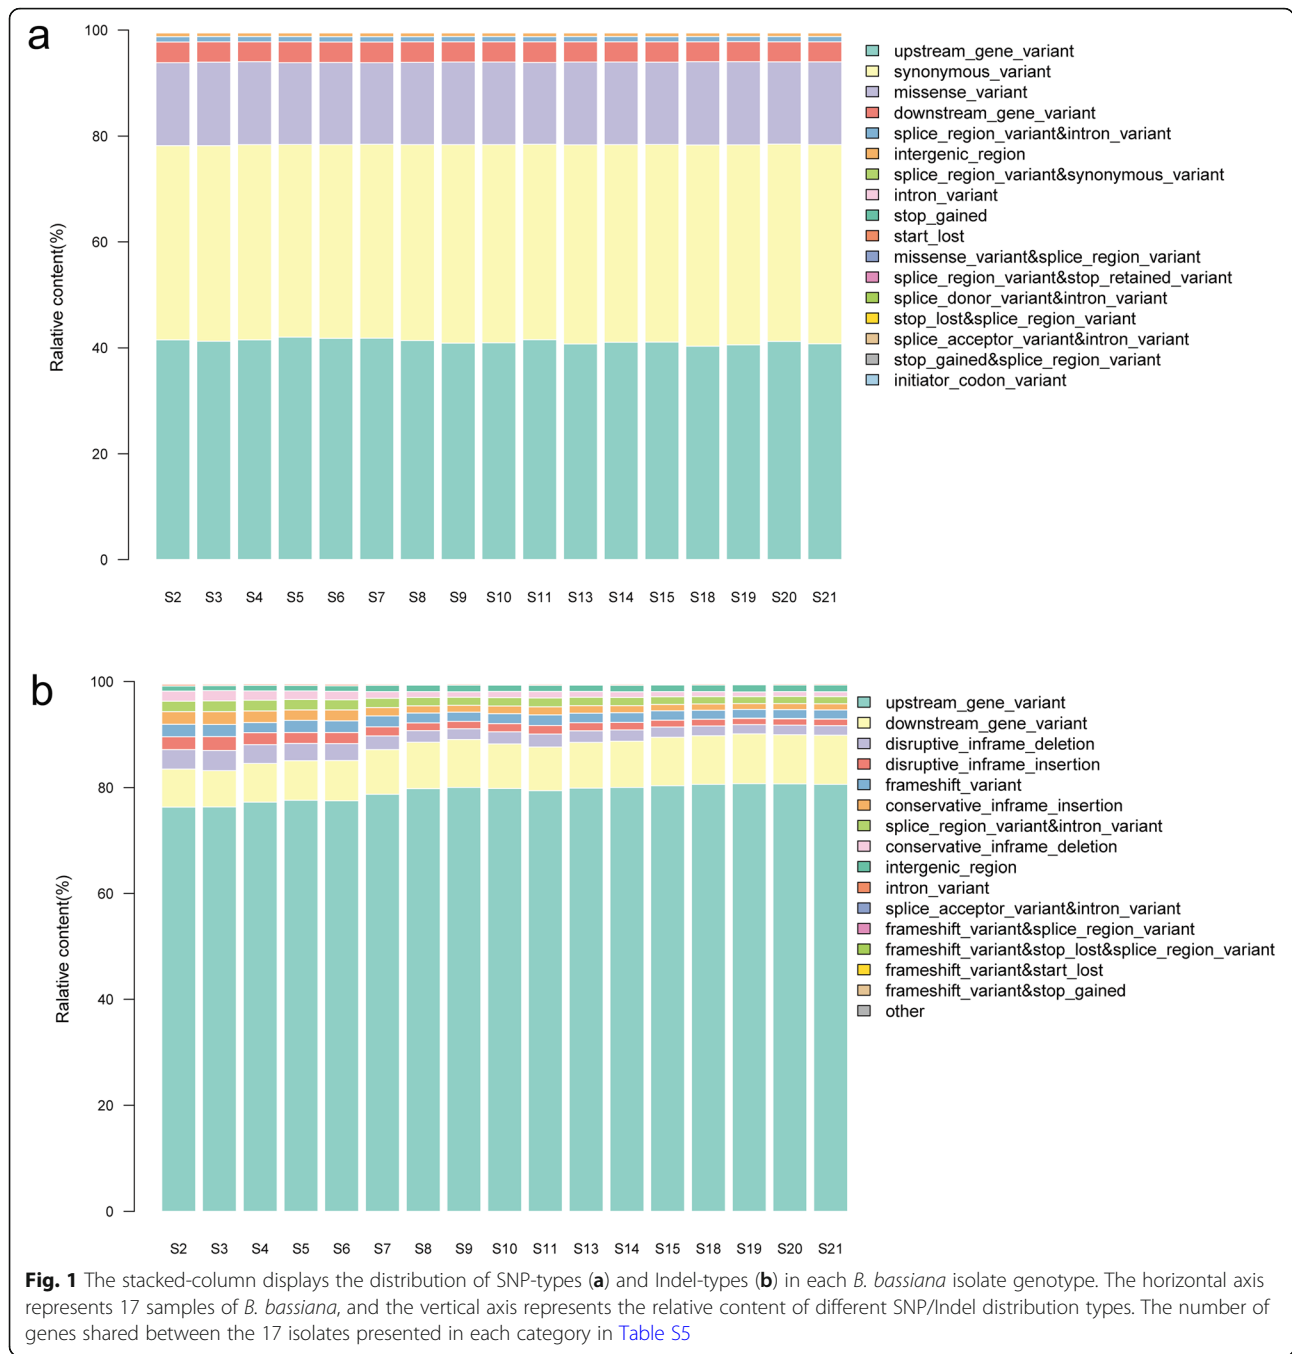 a
100
80
60
40
20
0
Ralative content(%)
S2 S3 S4 S5 S6 S7 S8 S9 S10 S11 S13 S14 S15 S18 S19 S20 S21
upstream_gene_variant
synonymous_variant
missense_variant
downstream_gene_variant
splice_region_variant&intron_variant
intergenic_region
splice_region_variant&synonymous_variant
intron_variant
stop_gained
start_lost
missense_variant&splice_region_variant
splice_region_variant&stop_retained_variant
splice_donor_variant&intron_variant
stop_lost&splice_region_variant
splice_acceptor_variant&intron_variant
stop_gained&splice_region_variant
initiator_codon_variant
b
100
80
60
40
20
0
Ralative content(%)
S2 S3 S4 S5 S6 S7 S8 S9 S10 S11 S13 S14 S15 S18 S19 S20 S21
upstream_gene_variant
downstream_gene_variant
disruptive_inframe_deletion
disruptive_inframe_insertion
frameshift_variant
conservative_inframe_insertion
splice_region_variant&intron_variant
conservative_inframe_deletion
intergenic_region
intron_variant
splice_acceptor_variant&intron_variant
frameshift_variant&splice_region_variant
frameshift_variant&stop_lost&splice_region_variant
frameshift_variant&start_lost
frameshift_variant&stop_gained
other
Fig. 1 The stacked-column displays the distribution of SNP-types (a) and Indel-types (b) in each B. bassiana isolate genotype. The horizontal axis
represents 17 samples of B. bassiana, and the vertical axis represents the relative content of different SNP/Indel distribution types. The number of
genes shared between the 17 isolates presented in each category in Table S5